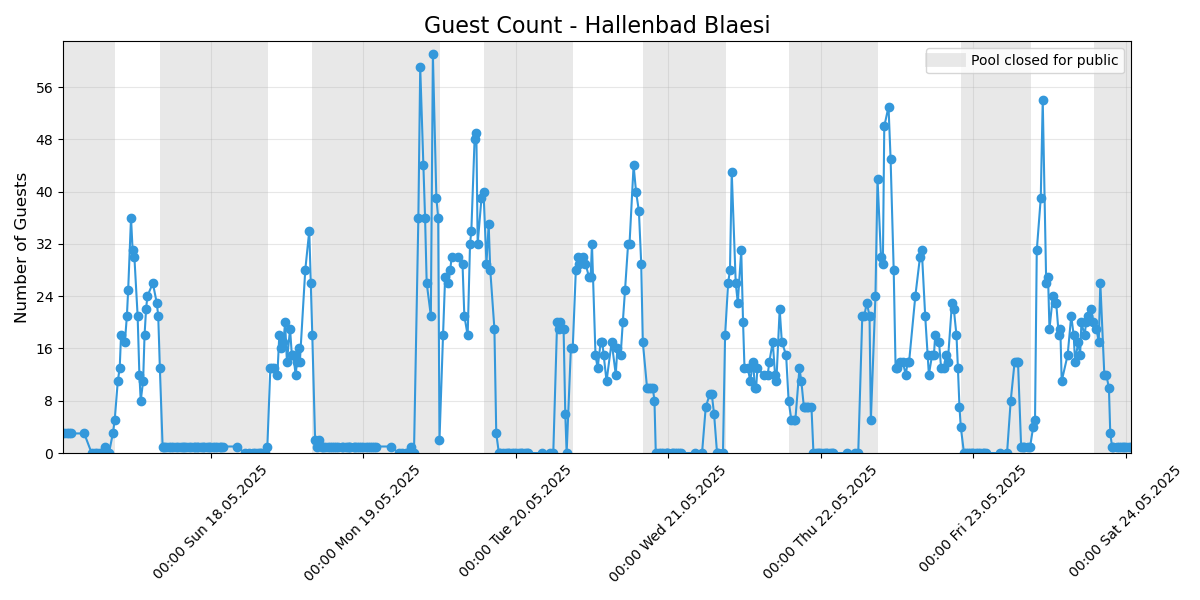 Guest Count - Hallenbad Blaesi
Pool closed for public
Number of Guests
56
48
40
32
24
16
8
0
00:00 Sun 18.05.2025
00:00 Mon 19.05.2025
00:00 Tue 20.05.2025
00:00 Wed 21.05.2025
00:00 Thu 22.05.2025
00:00 Fri 23.05.2025
00:00 Sat 24.05.2025